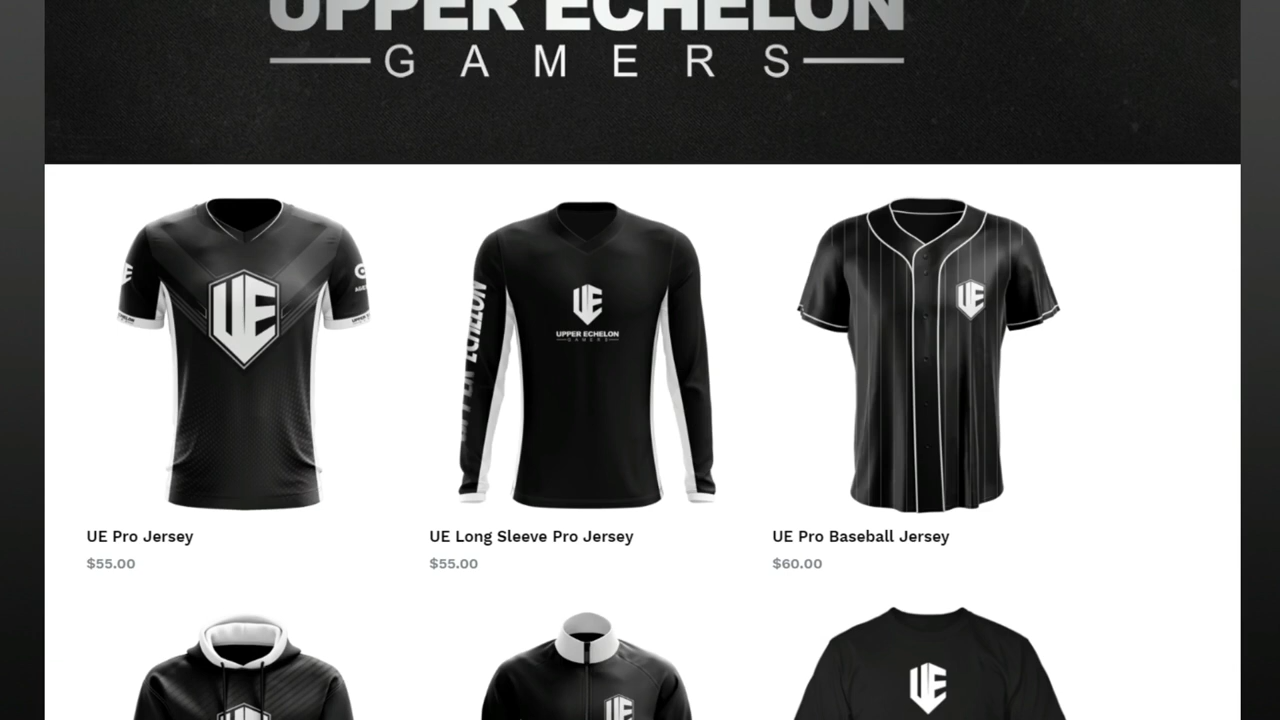 UPPER ECHELON
GAMERS
UE
UPPER ECHELON
UE
UPPER ECHELON
GAMERS
UE
UE Pro Jersey
UE Long Sleeve Pro Jersey
UE Pro Baseball Jersey
$55.00
$55.00
$60.00
UE
UE